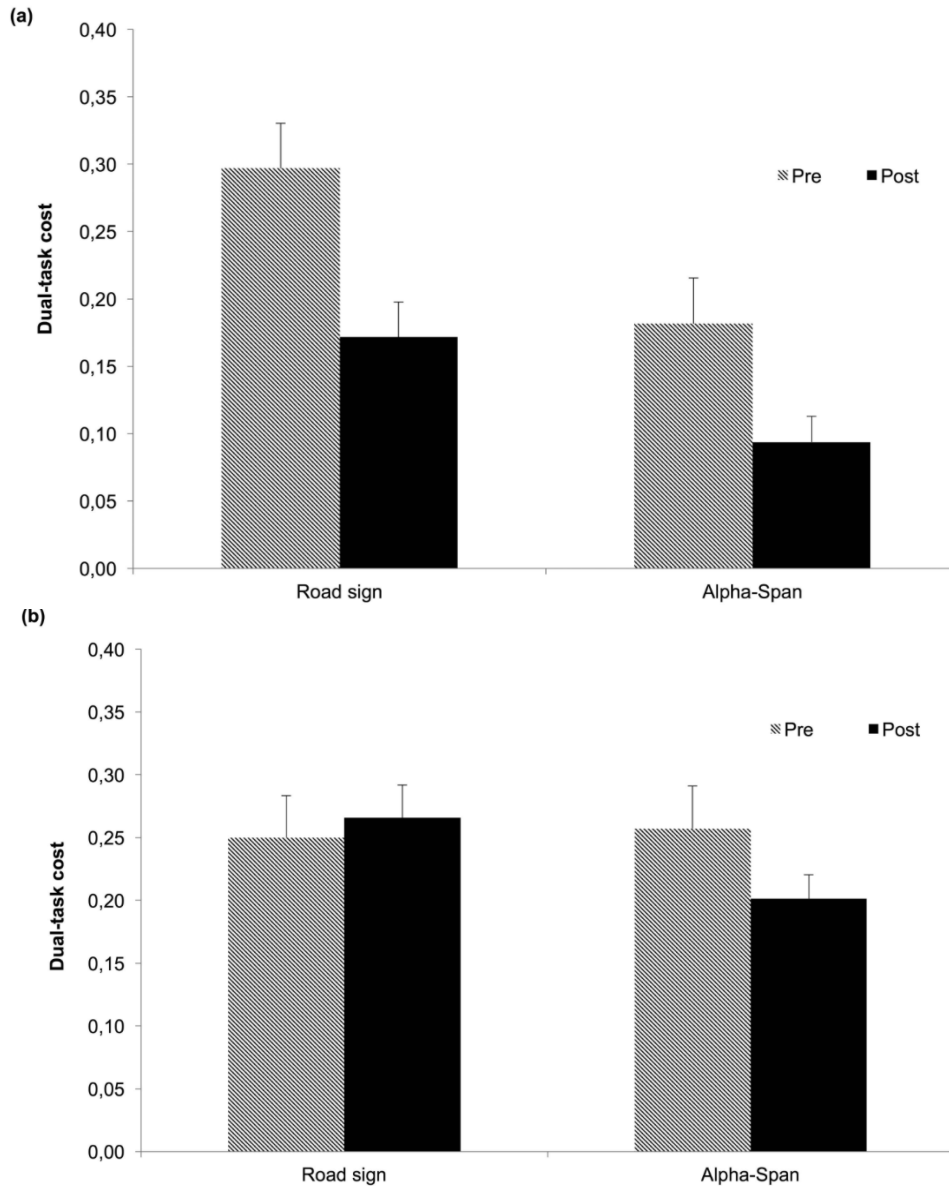 (a)
0,40
0,35
0,30
0,25
0,20
0,15
0,10
0,05
0,00
Dual-task cost
Pre Post
Road sign Alpha-Span
(b)
0,40
0,35
0,30
0,25
0,20
0,15
0,10
0,05
0,00
Dual-task cost
Pre Post
Road sign Alpha-Span